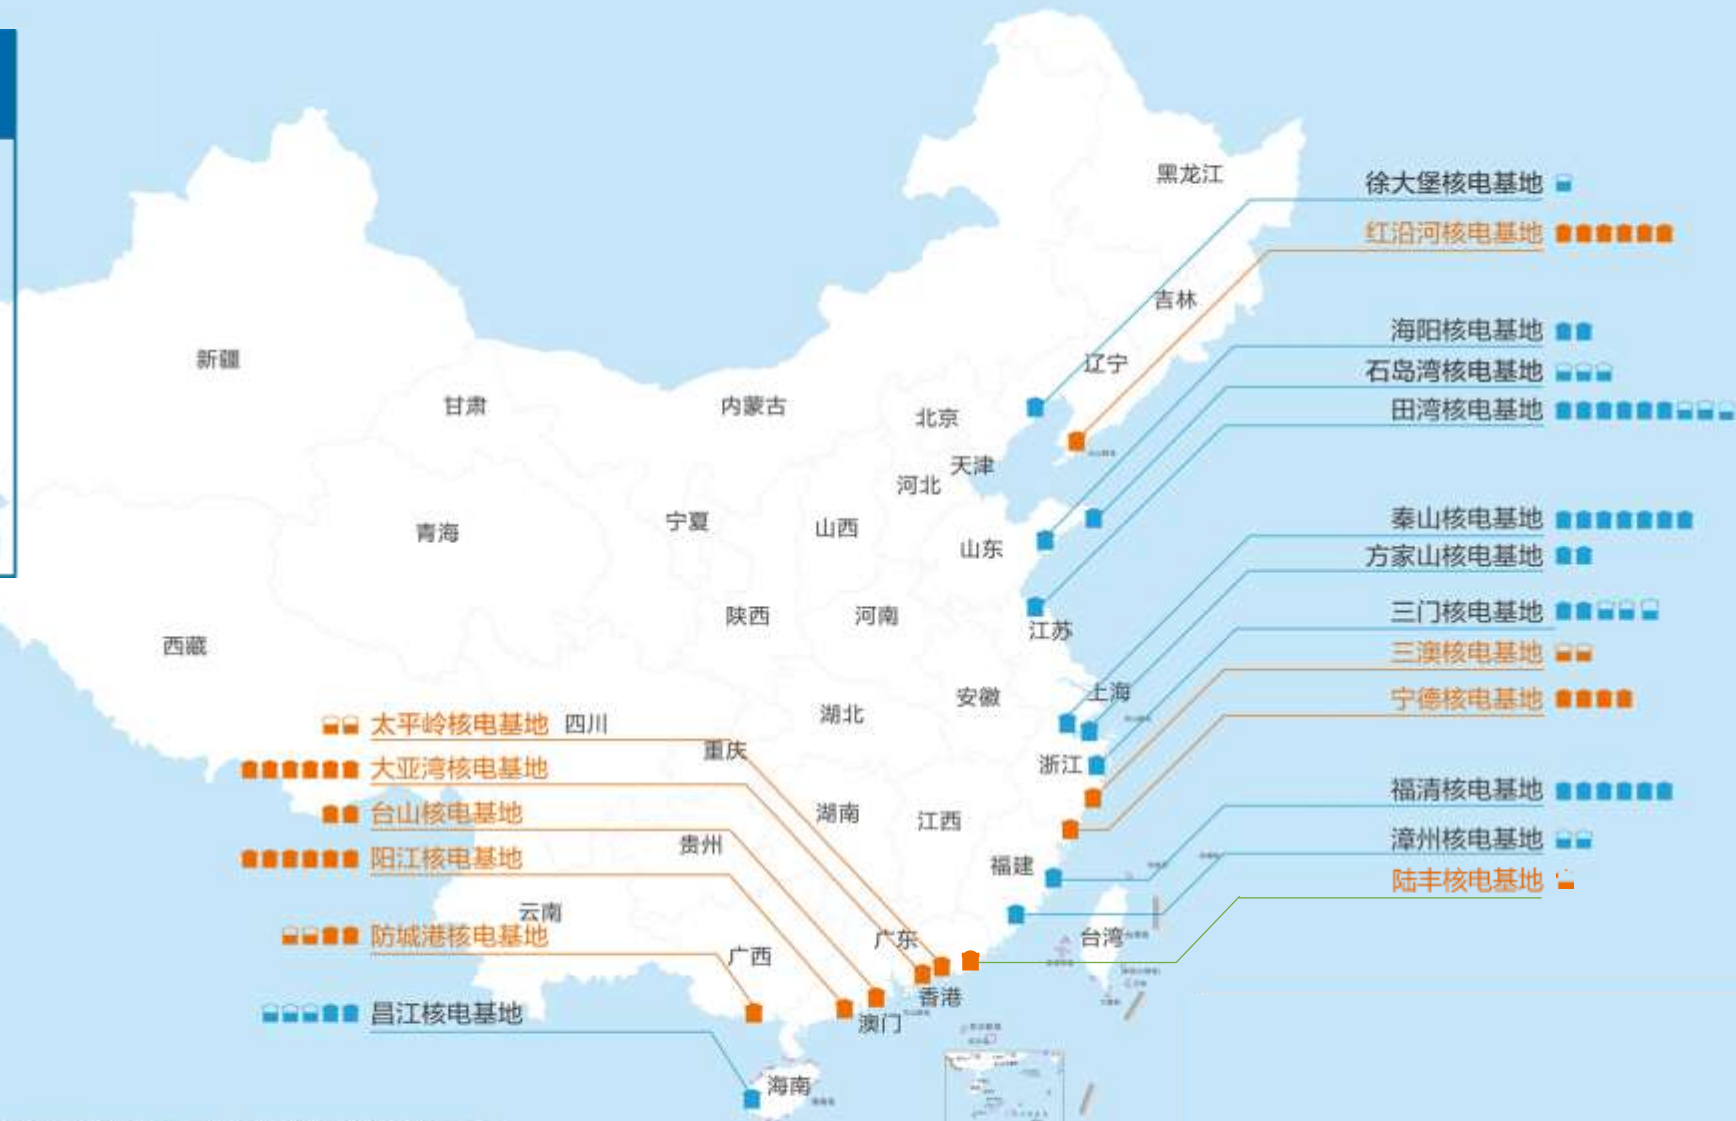 黑龙江
徐大堡核电基地
红沿河核电基地
吉林
海阳核电基地
新疆
辽宁
石岛湾核电基地
甘肃
内蒙古
北京
田湾核电基地
天津
河北
青海
宁夏
山西
山东
秦山核电基地
方家山核电基地
陕西
河南
江苏
三门核电基地
西藏
三澳核电基地
安徽
上海
宁德核电基地
太平岭核电基地
四川
湖北
重庆
大亚湾核电基地
浙江
福清核电基地
台山核电基地
湖南
江西
漳州核电基地
阳江核电基地
贵州
福建
陆丰核电基地
云南
防城港核电基地
广西
广东
台湾
香港
昌江核电基地
澳门
海南